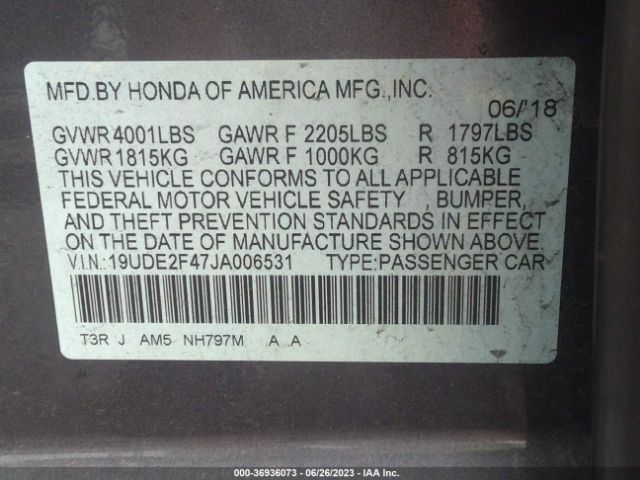 MFD.BY HONDA OF AMERICA MFG.,INC.
06/'18
GVWR 4001LBS GAWR F 2205LBS R 1797LBS
GVWR 1815KG GAWR F 1000KG R 815KG
THIS VEHICLE CONFORMS TO ALL APPLICABLE
FEDERAL MOTOR VEHICLE SAFETY , BUMPER,
AND THEFT PREVENTION STANDARDS IN EFFECT
ON THE DATE OF MANUFACTURE SHOWN ABOVE.
V.I.N.: 19UDE2F47JA006531 TYPE:PASSENGER CAR
T3R J AM5 NH797M .A .A
000-36936073 - 06/26/2023 - IAA Inc.